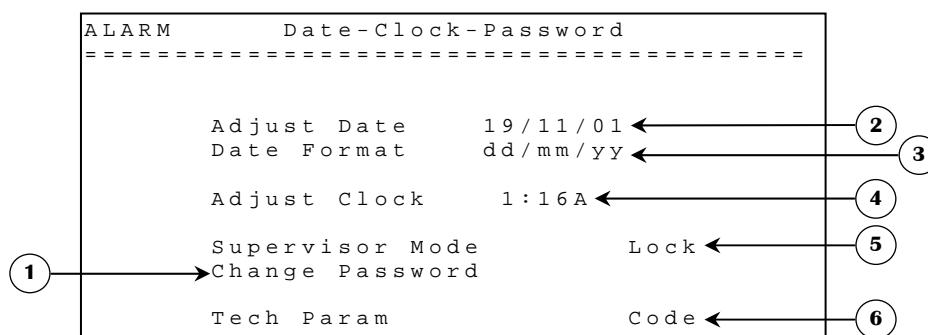 ALARM Date-Clock-Password
========================================
Adjust Date 19/11/01 2
Date Format dd/mm/yy 3
Adjust Clock 1:16A 4
Supervisor Mode Lock 5
1 Change Password
Tech Param Code 6